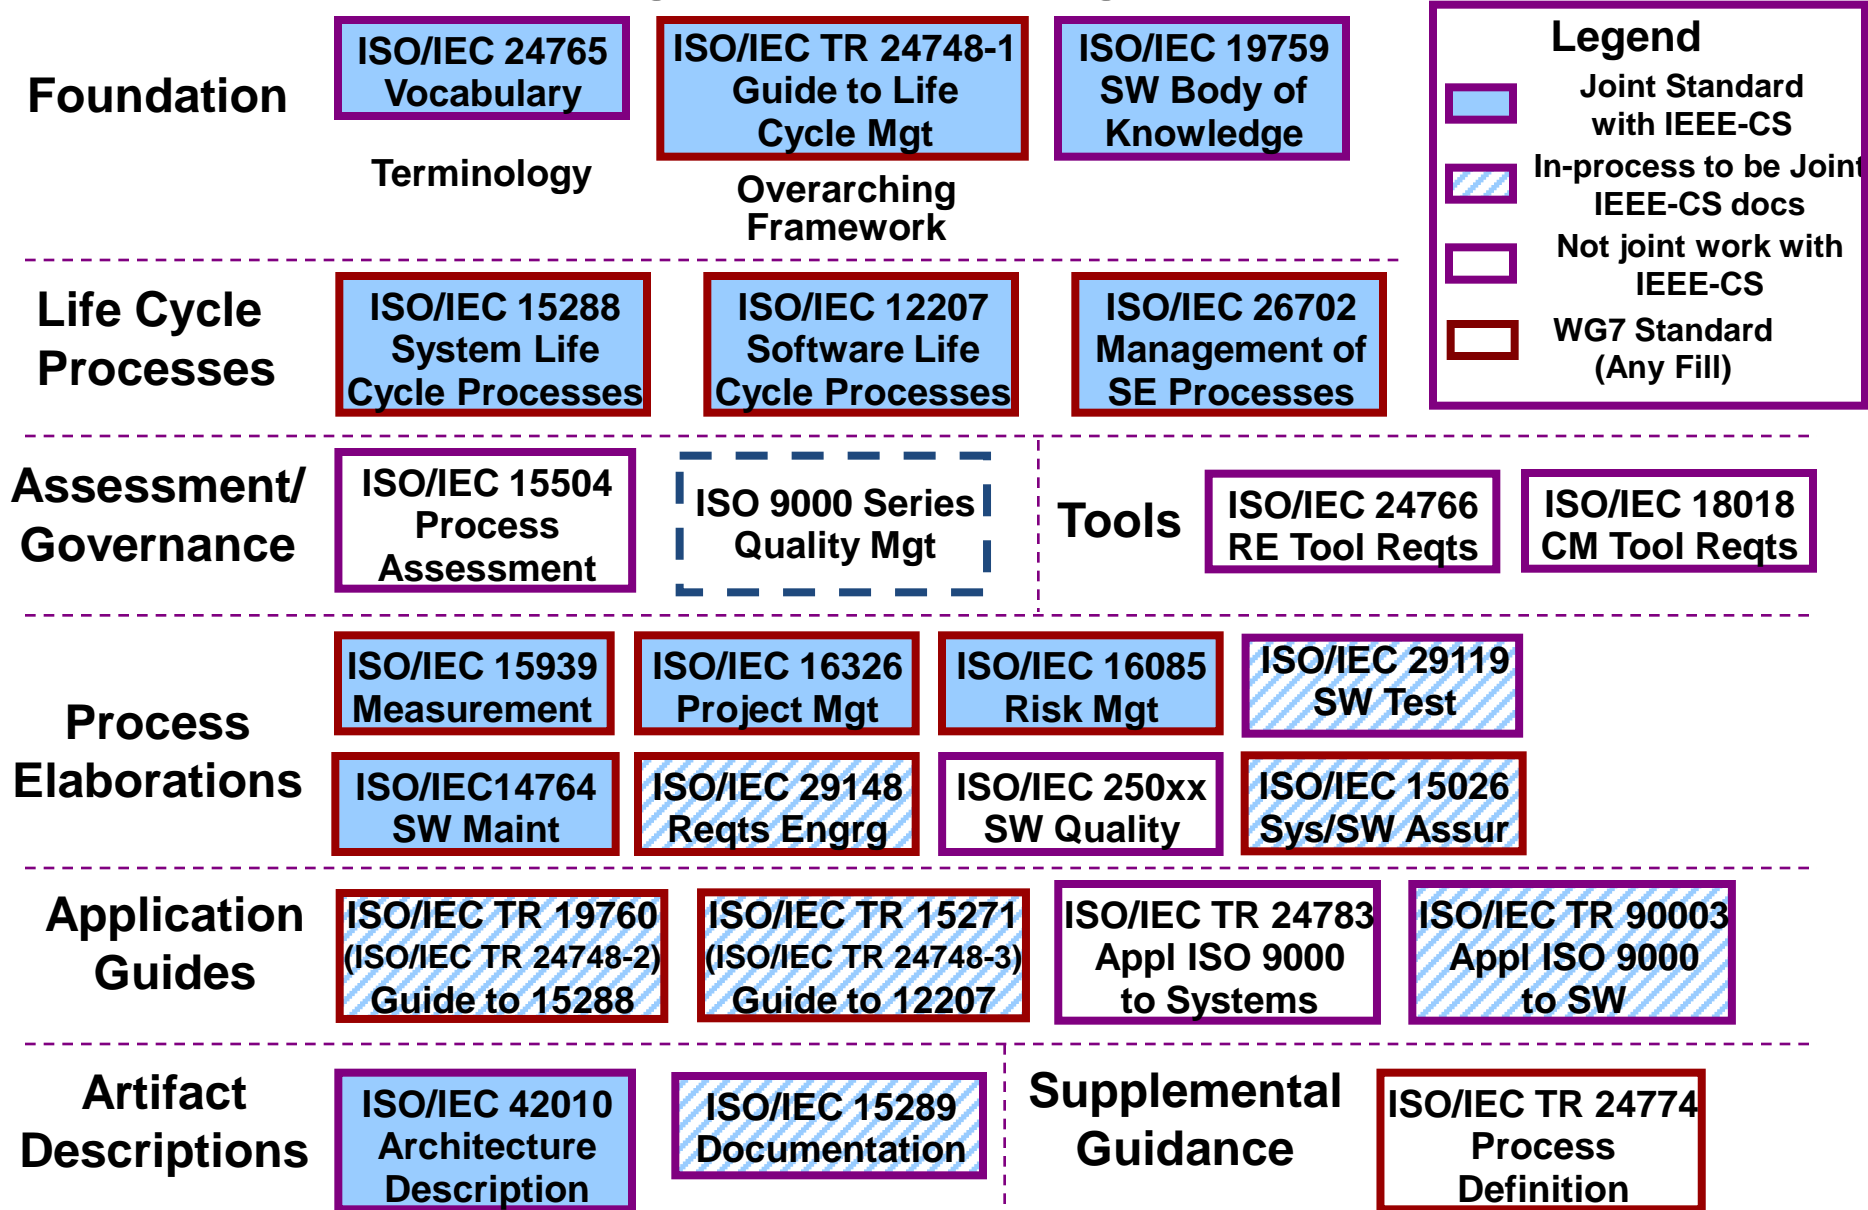 Foundation
ISO/IEC 24765
Vocabulary
Terminology
ISO/IEC TR 24748-1
Guide to Life
Cycle Mgt
Overarching
Framework
ISO/IEC 19759
SW Body of
Knowledge
Legend
Joint Standard
with IEEE-CS
In-process to be Joint
IEEE-CS docs
Not joint work with
IEEE-CS
WG7 Standard
(Any Fill)
Life Cycle
Processes
ISO/IEC 15288
System Life
Cycle Processes
ISO/IEC 12207
Software Life
Cycle Processes
ISO/IEC 26702
Management of
SE Processes
Assessment/
Governance
ISO/IEC 15504
Process
Assessment
ISO 9000 Series
Quality Mgt
Tools
ISO/IEC 24766
RE Tool Reqts
ISO/IEC 18018
CM Tool Reqts
Process
Elaborations
ISO/IEC 15939
Measurement
ISO/IEC 16326
Project Mgt
ISO/IEC 16085
Risk Mgt
ISO/IEC 29119
SW Test
ISO/IEC14764
SW Maint
ISO/IEC 29148
Reqts Engrg
ISO/IEC 250xx
SW Quality
ISO/IEC 15026
Sys/SW Assur
Application
Guides
ISO/IEC TR 19760
(ISO/IEC TR 24748-2)
Guide to 15288
ISO/IEC TR 15271
(ISO/IEC TR 24748-3)
Guide to 12207
ISO/IEC TR 24783
Appl ISO 9000
to Systems
ISO/IEC TR 90003
Appl ISO 9000
to SW
Artifact
Descriptions
ISO/IEC 42010
Architecture
Description
ISO/IEC 15289
Documentation
Supplemental
Guidance
ISO/IEC TR 24774
Process
Definition